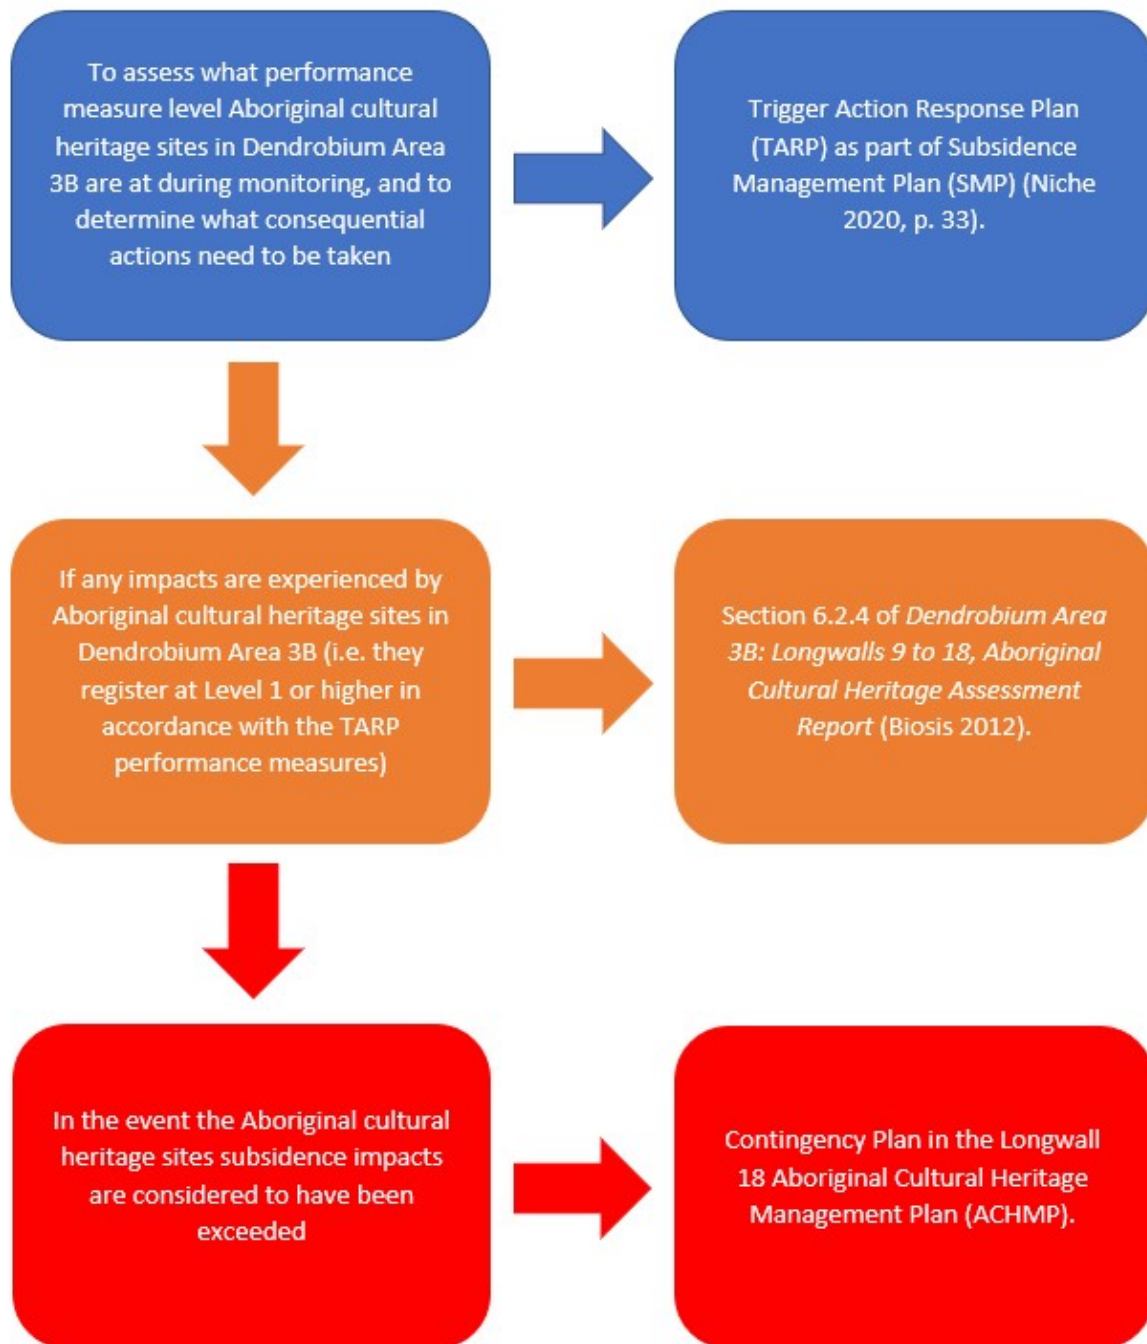 To assess what performance
measure level Aboriginal cultural
heritage sites in Dendrobium Area
3B are at during monitoring, and to
determine what consequential
actions need to be taken
Trigger Action Response Plan
(TARP) as part of Subsidence
Management Plan (SMP) (Niche
2020, p. 33).
If any impacts are experienced by
Aboriginal cultural heritage sites in
Dendrobium Area 3B (i.e. they
register at Level 1 or higher in
accordance with the TARP
performance measures)
Section 6.2.4 of Dendrobium Area
3B: Longwalls 9 to 18, Aboriginal
Cultural Heritage Assessment
Report (Biosis 2012).
In the event the Aboriginal cultural
heritage sites subsidence impacts
are considered to have been
exceeded
Contingency Plan in the Longwall
18 Aboriginal Cultural Heritage
Management Plan (ACHMP).